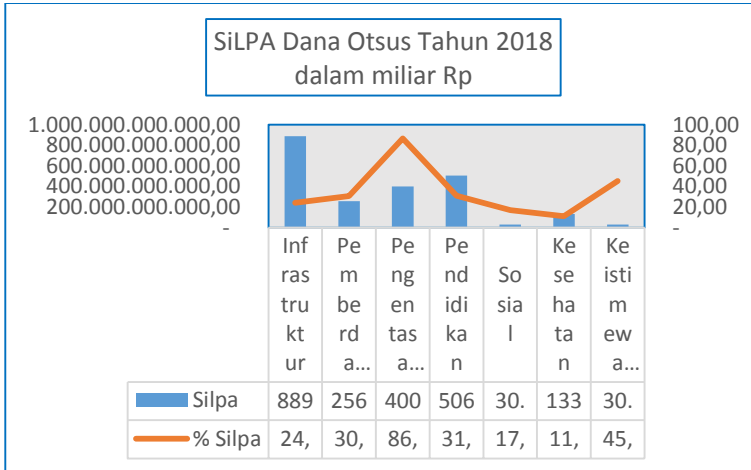 SiLPA Dana Otsus Tahun 2018
dalam miliar Rp
1.000.000.000.000,00
800.000.000.000,00
600.000.000.000,00
400.000.000.000,00
200.000.000.000,00
-
100,00
80,00
60,00
40,00
20,00
-
Inf
ras
tru
kt
ur
Pe
m
be
rd
a...
Pe
ng
en
tas
a...
Pe
nd
idi
ka
n
So
sia
l
Ke
se
ha
ta
n
Ke
isti
m
ew
a...
Silpa 889 256 400 506 30. 133 30.
% Silpa 24, 30, 86, 31, 17, 11, 45,